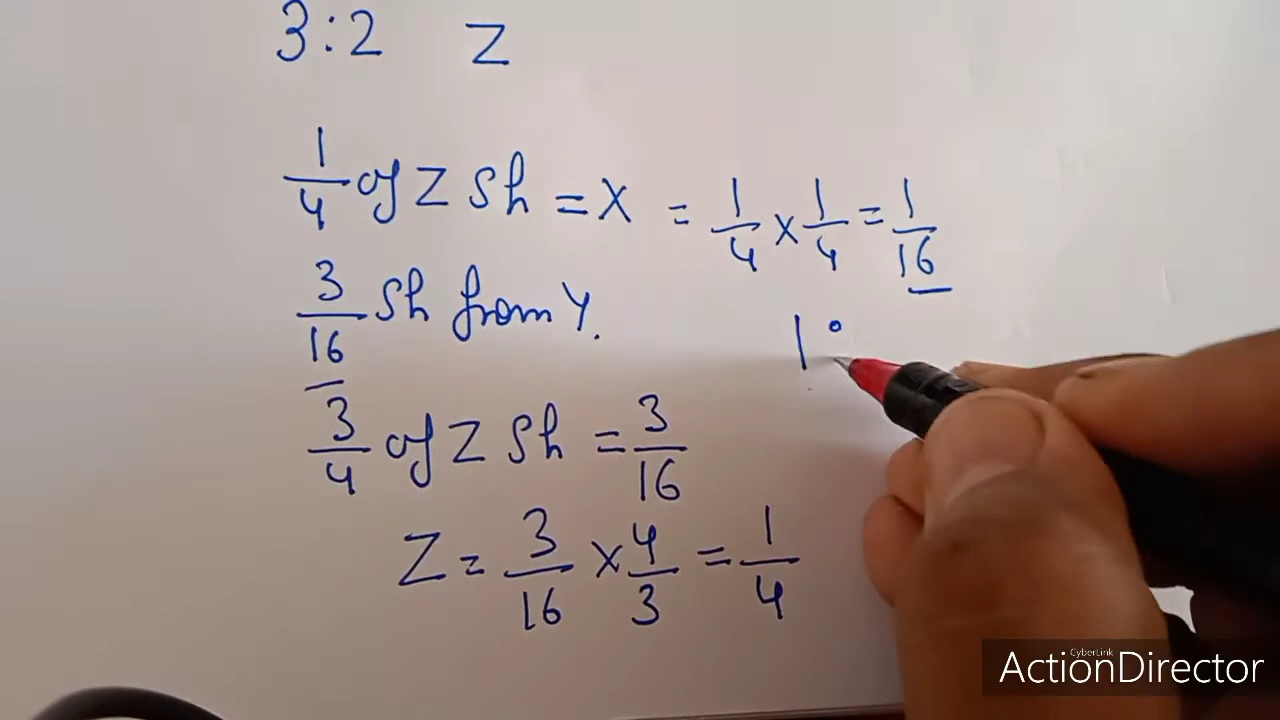 3:2 Z
1/4 of Z Sh = X = 1/4 × 1/4 = 1/16
3/16 Sh from Y.
1
3/4 of Z Sh = 3/16
Z = 3/16 × 4/3 = 1/4
CyberLink
ActionDirector